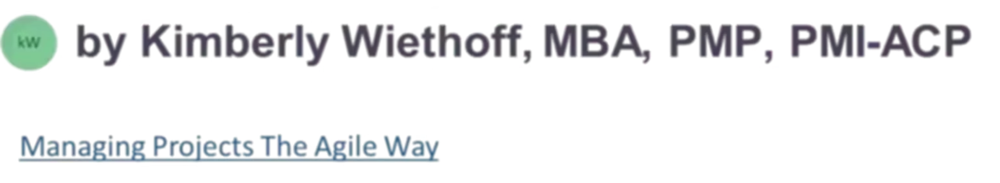 kW by Kimberly Wiethoff, MBA, PMP, PMI-ACP
Managing Projects The Agile Way